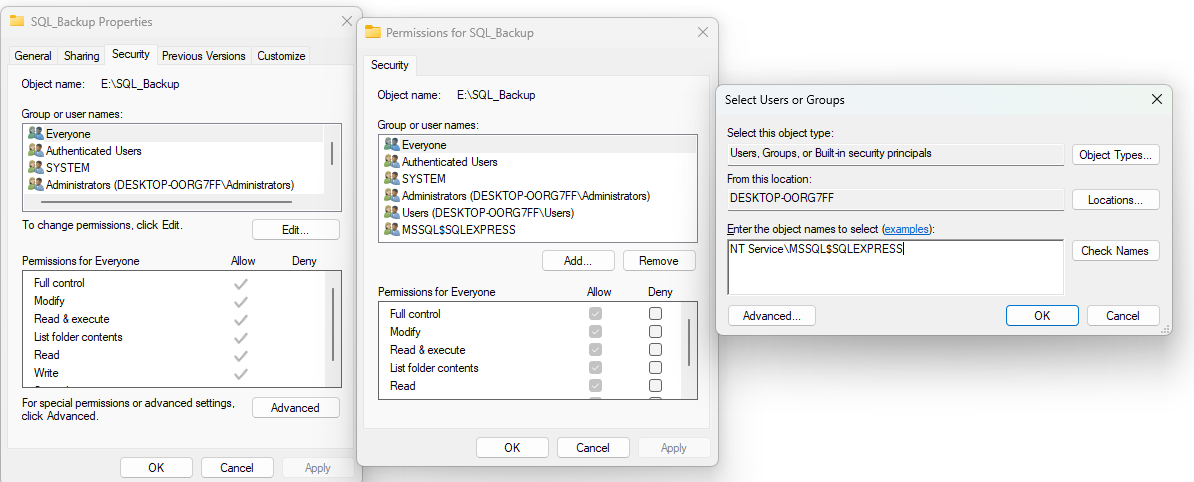 SQL_Backup Properties
General Sharing Security Previous Versions Customize
Object name: E:\SQL_Backup
Group or user names:
Everyone
Authenticated Users
SYSTEM
Administrators (DESKTOP-OORG7FF\Administrators)
To change permissions, click Edit.
Edit...
Permissions for Everyone Allow Deny
Full control
Modify
Read & execute
List folder contents
Read
Write
For special permissions or advanced settings,
click Advanced.
Advanced
OK Cancel Apply
Permissions for SQL_Backup
Security
Object name: E:\SQL_Backup
Group or user names:
Everyone
Authenticated Users
SYSTEM
Administrators (DESKTOP-OORG7FF\Administrators)
Users (DESKTOP-OORG7FF\Users)
MSSQL$SQLEXPRESS
Add... Remove
Permissions for Everyone Allow Deny
Full control
Modify
Read & execute
List folder contents
Read
OK Cancel Apply
Select Users or Groups
Select this object type:
Users, Groups, or Built-in security principals
Object Types...
From this location:
DESKTOP-OORG7FF
Locations...
Enter the object names to select (examples):
NT Service\MSSQL$SQLEXPRESS
Check Names
Advanced...
OK Cancel